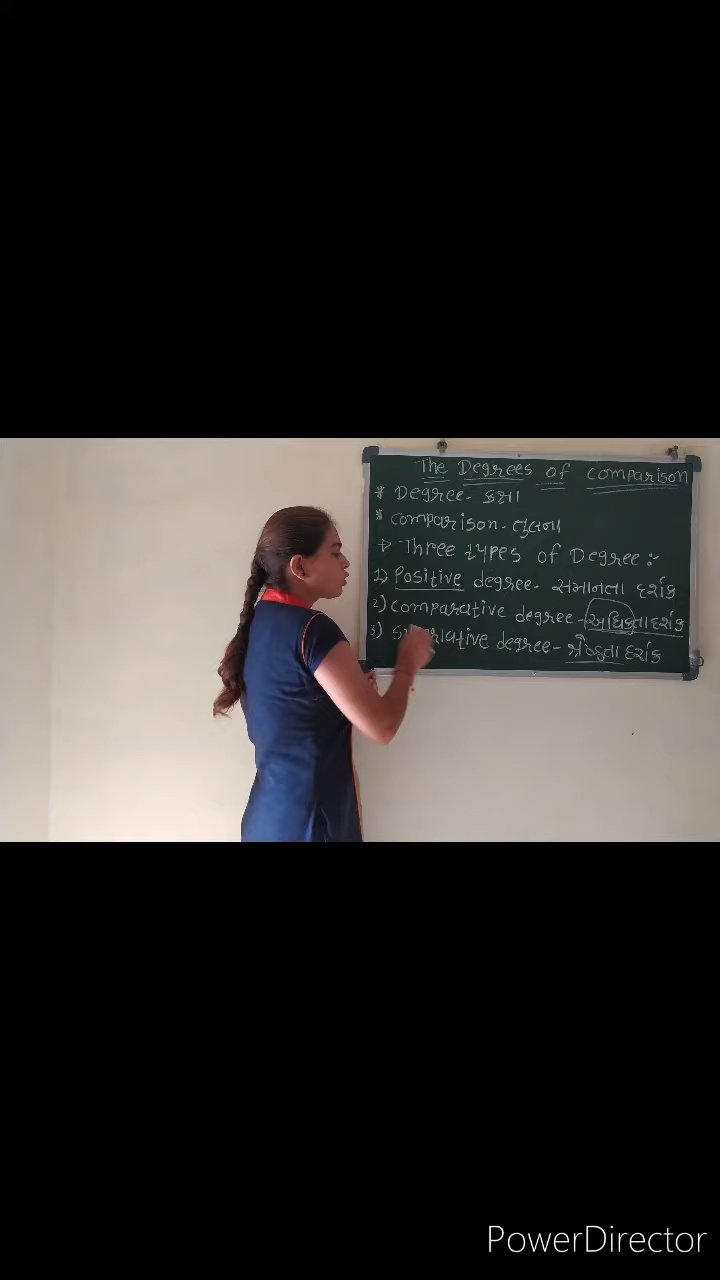 The Degrees of comparison
* Degree - કક્ષા
* comparison - તુલના
→ Three types of Degree :-
1) Positive degree - સમાનતા દર્શક
2) comparative degree - અધિકતા દર્શક
3) degree - શ્રેષ્ઠતા દર્શક
PowerDirector